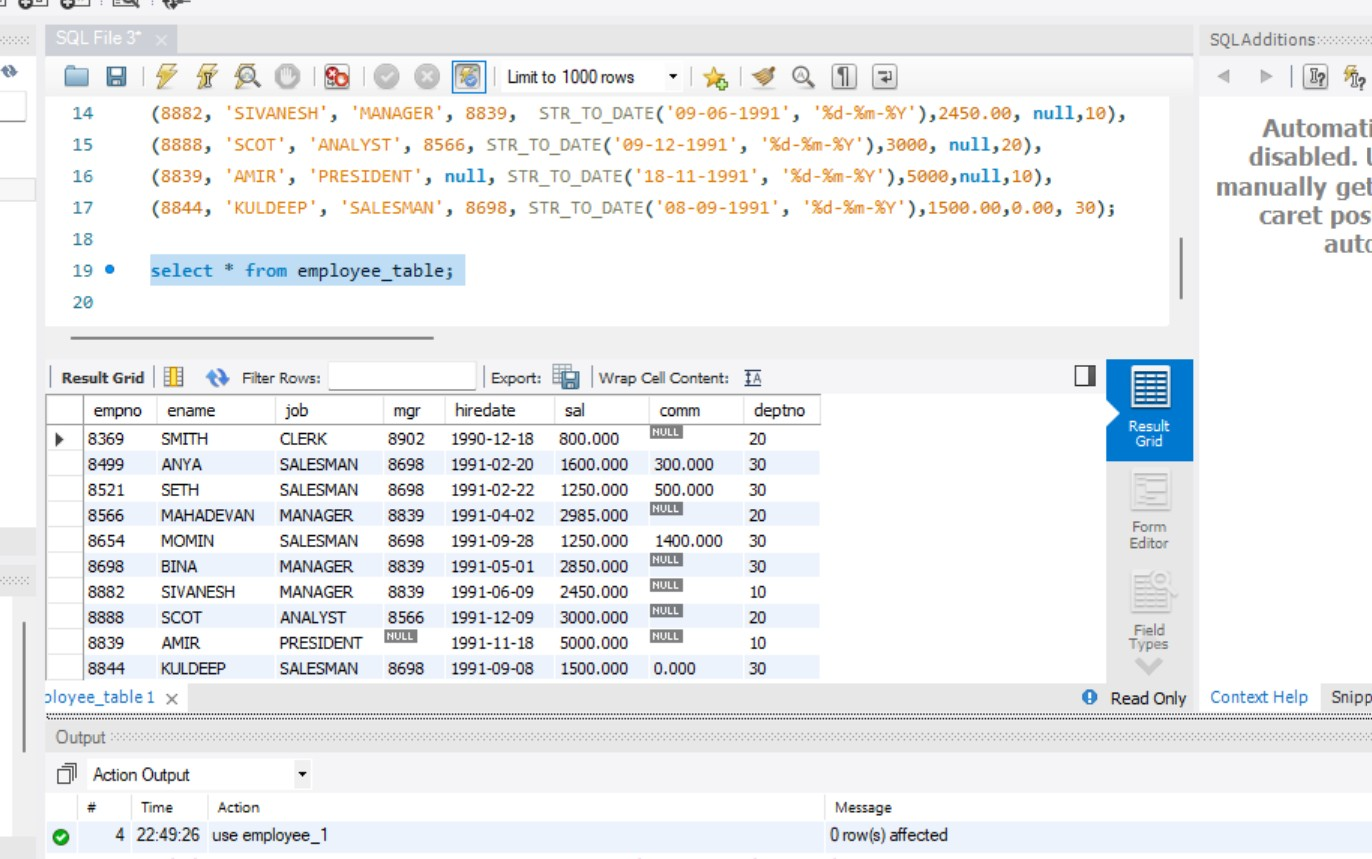 SQL File 3*
SQLAdditions
Limit to 1000 rows
14 (8882, 'SIVANESH', 'MANAGER', 8839, STR_TO_DATE('09-06-1991', '%d-%m-%Y'),2450.00, null,10),
15 (8888, 'SCOT', 'ANALYST', 8566, STR_TO_DATE('09-12-1991', '%d-%m-%Y'),3000, null,20),
16 (8839, 'AMIR', 'PRESIDENT', null, STR_TO_DATE('18-11-1991', '%d-%m-%Y'),5000,null,10),
17 (8844, 'KULDEEP', 'SALESMAN', 8698, STR_TO_DATE('08-09-1991', '%d-%m-%Y'),1500.00,0.00, 30);
18
19 select * from employee_table;
20
Automati
disabled. U
manually get
caret pos
auto
Result Grid Filter Rows: Export: Wrap Cell Content:
empno ename job mgr hiredate sal comm deptno
8369 SMITH CLERK 8902 1990-12-18 800.000 NULL 20
8499 ANYA SALESMAN 8698 1991-02-20 1600.000 300.000 30
8521 SETH SALESMAN 8698 1991-02-22 1250.000 500.000 30
8566 MAHADEVAN MANAGER 8839 1991-04-02 2985.000 NULL 20
8654 MOMIN SALESMAN 8698 1991-09-28 1250.000 1400.000 30
8698 BINA MANAGER 8839 1991-05-01 2850.000 NULL 30
8882 SIVANESH MANAGER 8839 1991-06-09 2450.000 NULL 10
8888 SCOT ANALYST 8566 1991-12-09 3000.000 NULL 20
8839 AMIR PRESIDENT NULL 1991-11-18 5000.000 NULL 10
8844 KULDEEP SALESMAN 8698 1991-09-08 1500.000 0.000 30
Result
Grid
Form
Editor
Field
Types
ployee_table 1 Read Only Context Help Snipp
Output
Action Output
# Time Action Message
4 22:49:26 use employee_1 0 row(s) affected